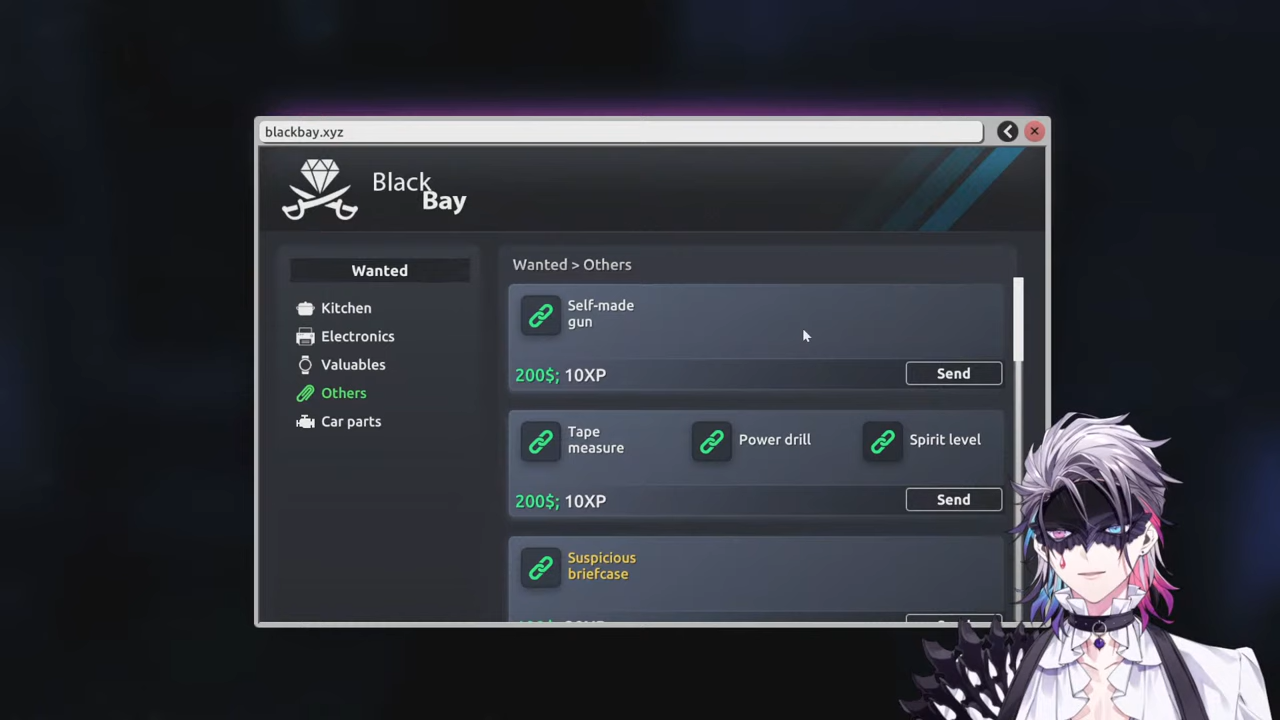 blackbay.xyz
Black
Bay
Wanted
Kitchen
Electronics
Valuables
Others
Car parts
Wanted > Others
Self-made
gun
200$; 10XP
Send
Tape
measure
Power drill
Spirit level
200$; 10XP
Send
Suspicious
briefcase